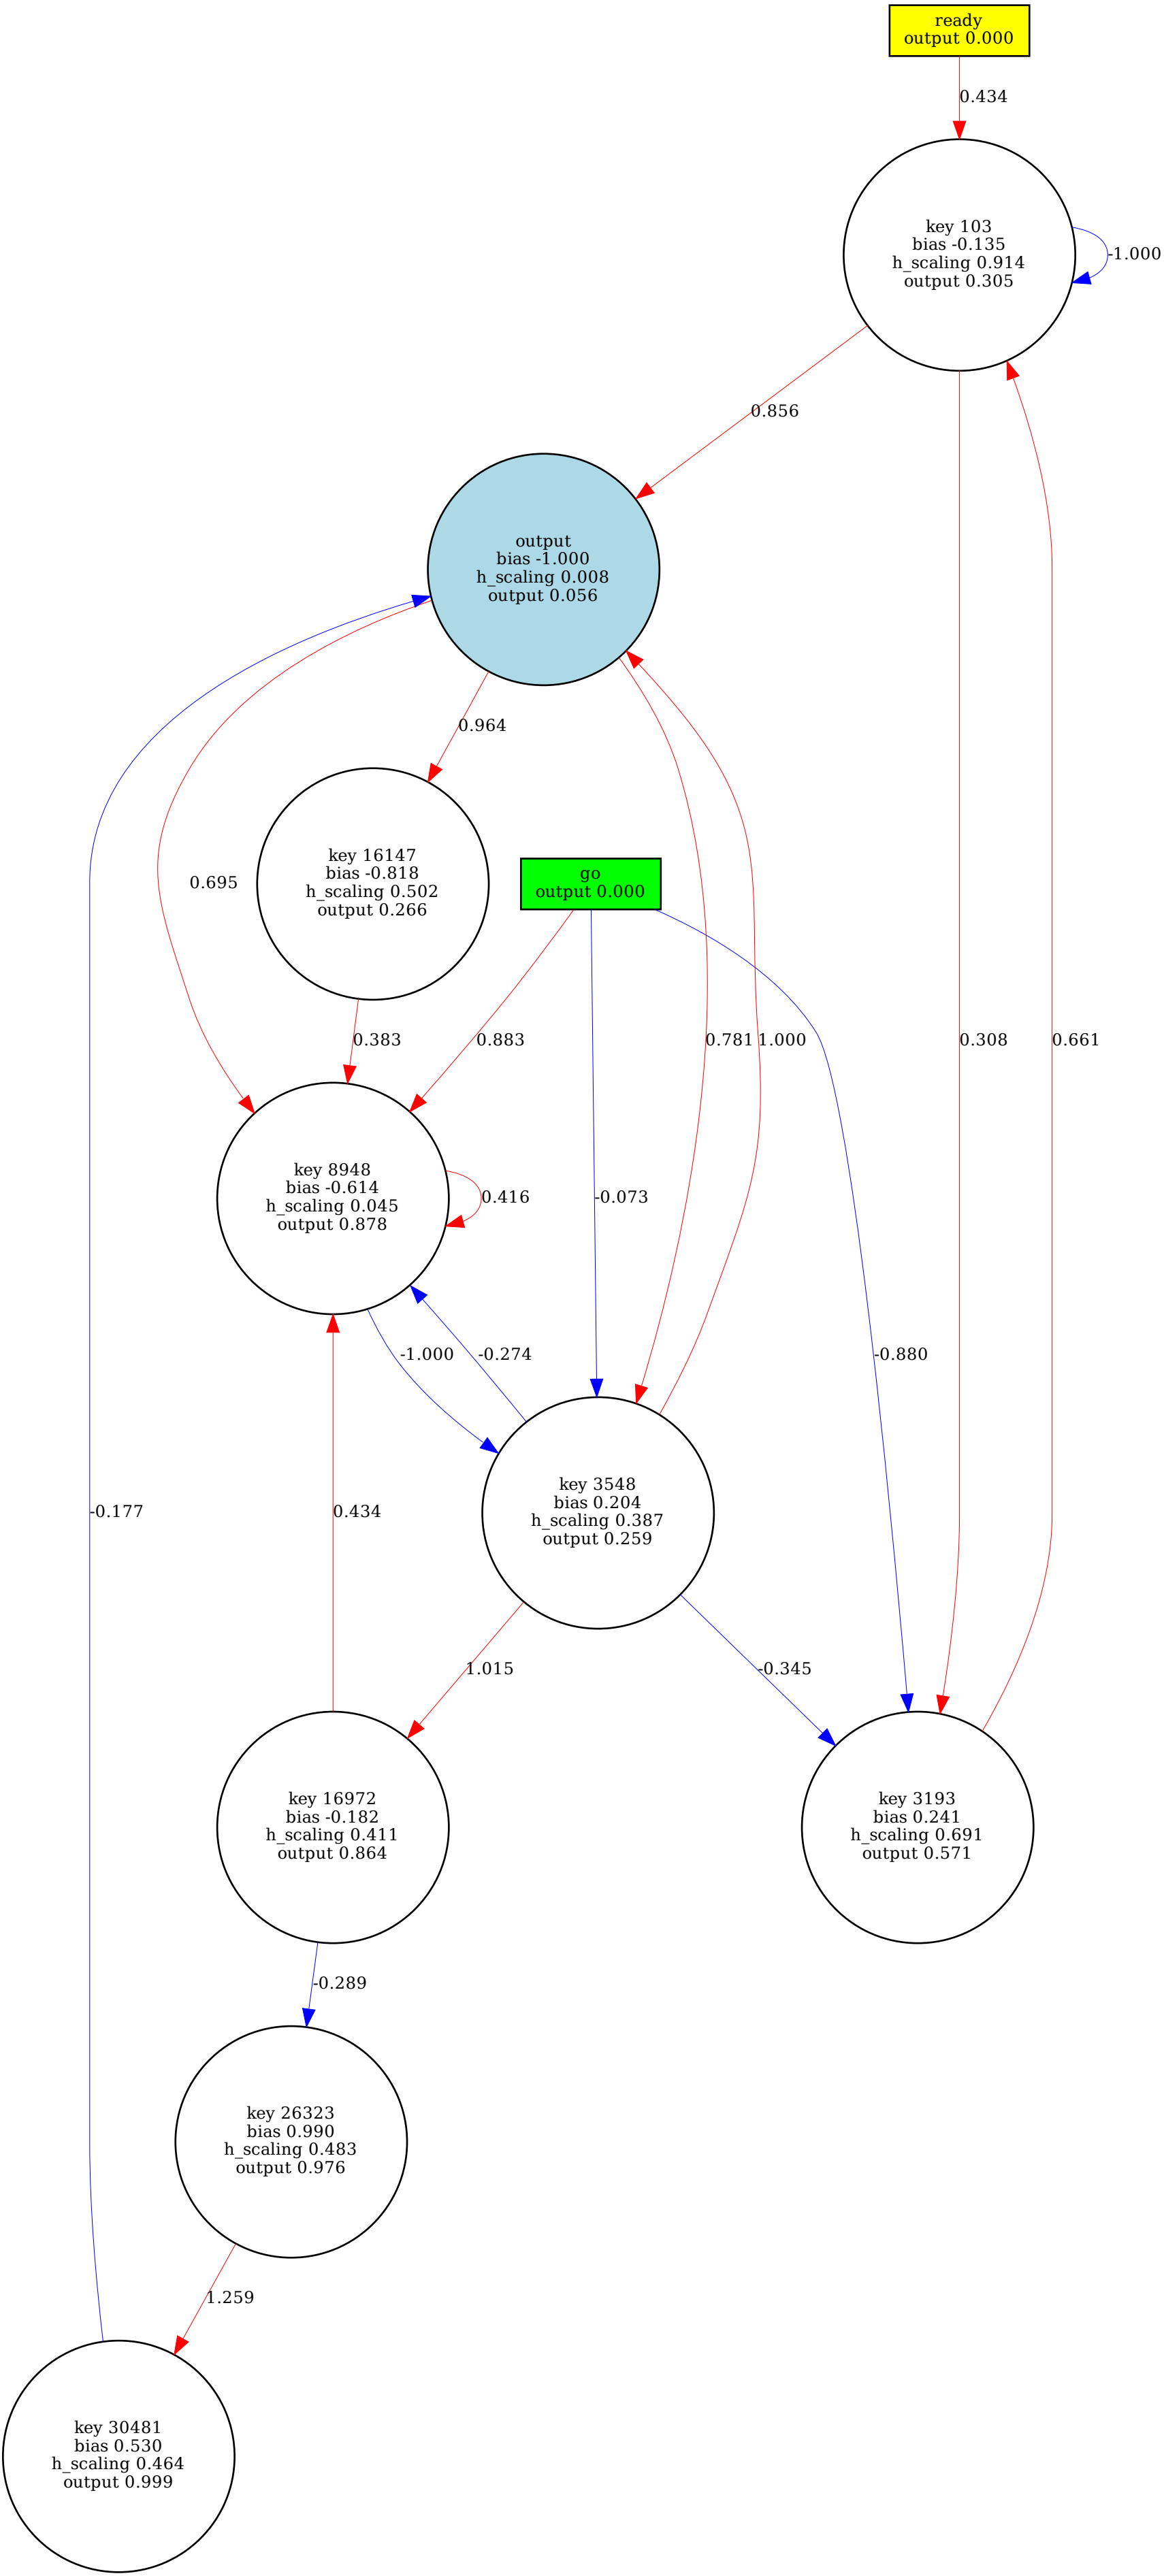 ready
output 0.000
0.434
key 103
bias -0.135
h_scaling 0.914
output 0.305
-1.000
0.856
output
bias -1.000
h_scaling 0.008
output 0.056
0.964
key 16147
bias -0.818
h_scaling 0.502
output 0.266
go
output 0.000
0.695
0.383
0.883
0.781
1.000
0.308
0.661
key 8948
bias -0.614
h_scaling 0.045
output 0.878
0.416
-0.073
-1.000
-0.274
-0.880
key 3548
bias 0.204
h_scaling 0.387
output 0.259
-0.177
0.434
1.015
-0.345
key 16972
bias -0.182
h_scaling 0.411
output 0.864
key 3193
bias 0.241
h_scaling 0.691
output 0.571
-0.289
key 26323
bias 0.990
h_scaling 0.483
output 0.976
1.259
key 30481
bias 0.530
h_scaling 0.464
output 0.999